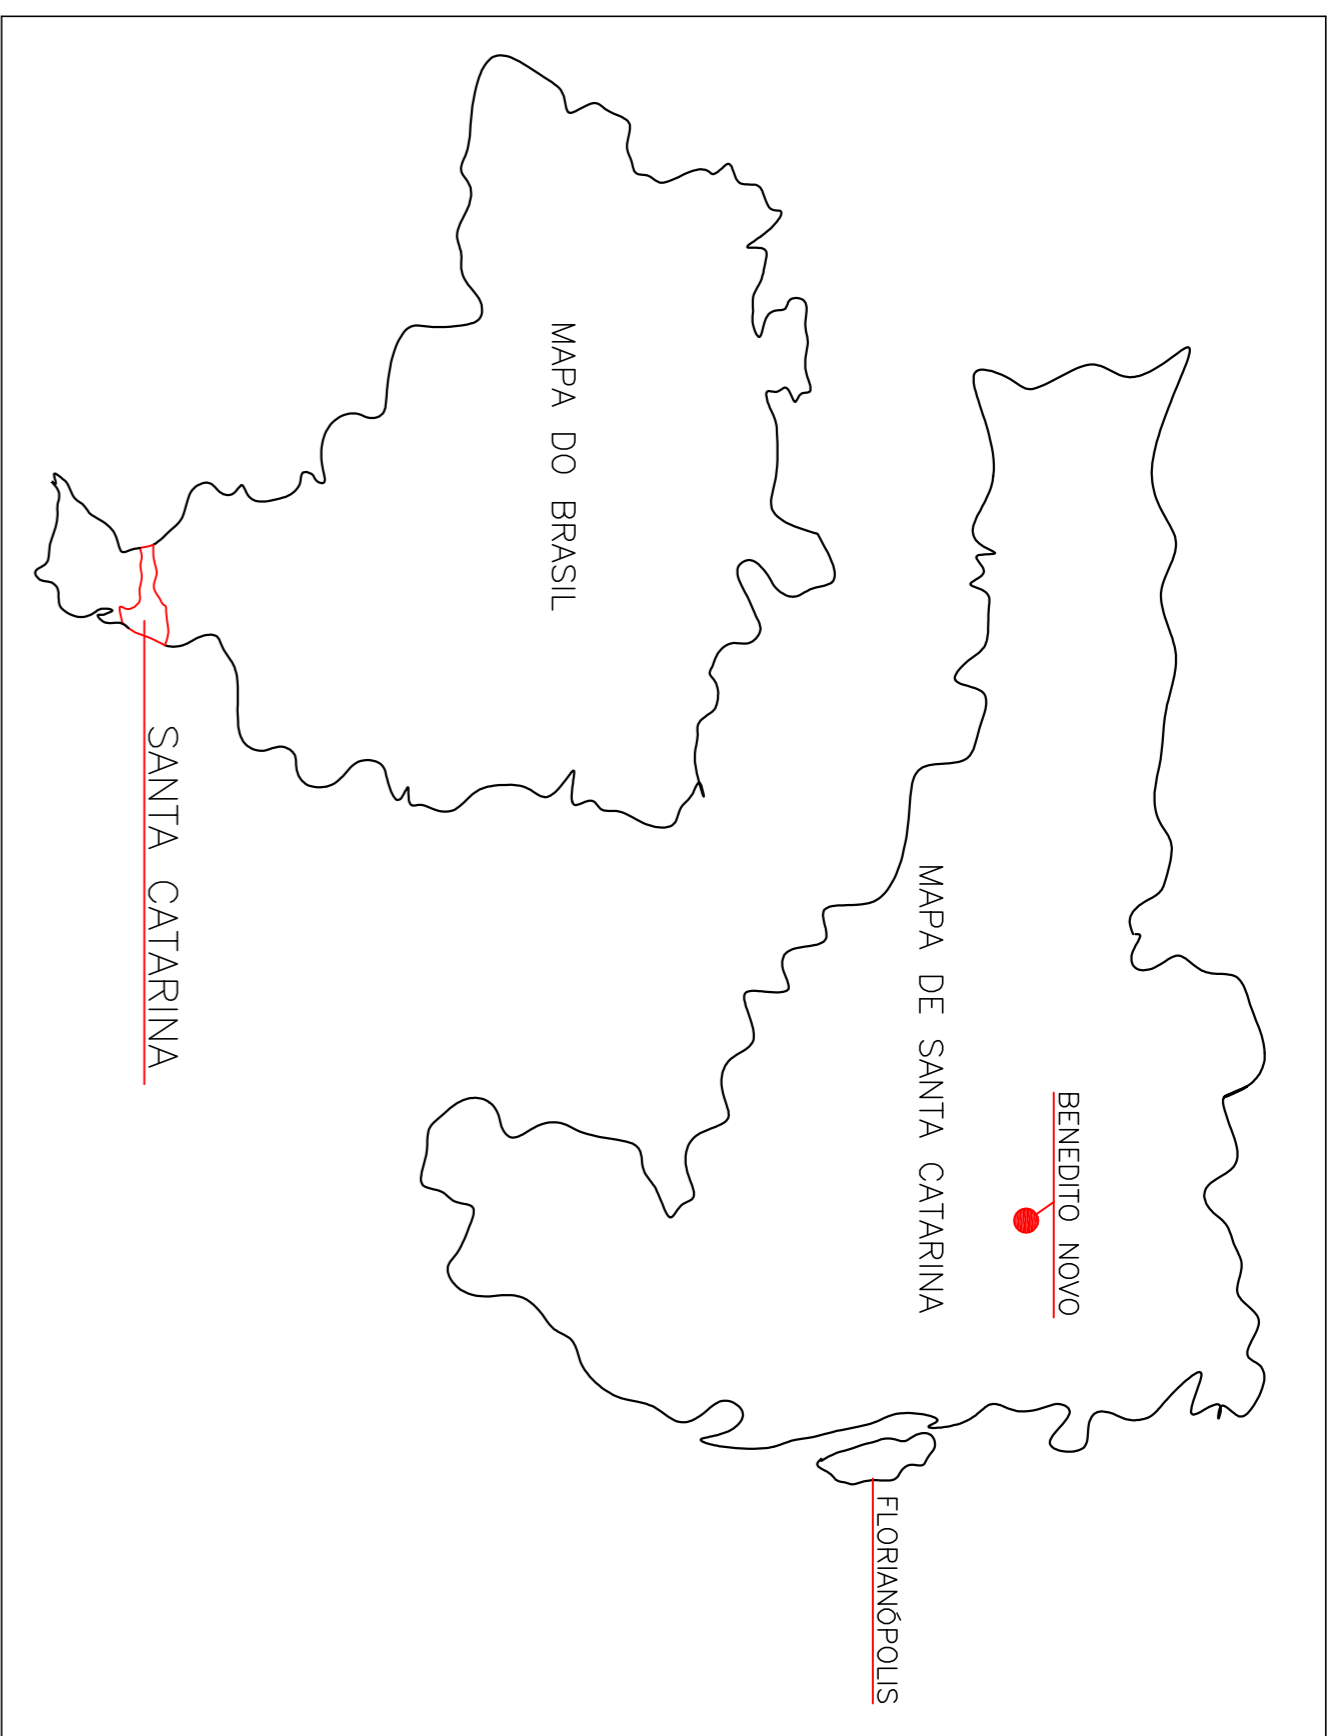 BENEDITO NOVO
MAPA DE SANTA CATARINA
FLORIANÓPOLIS
MAPA DO BRASIL
SANTA CATARINA